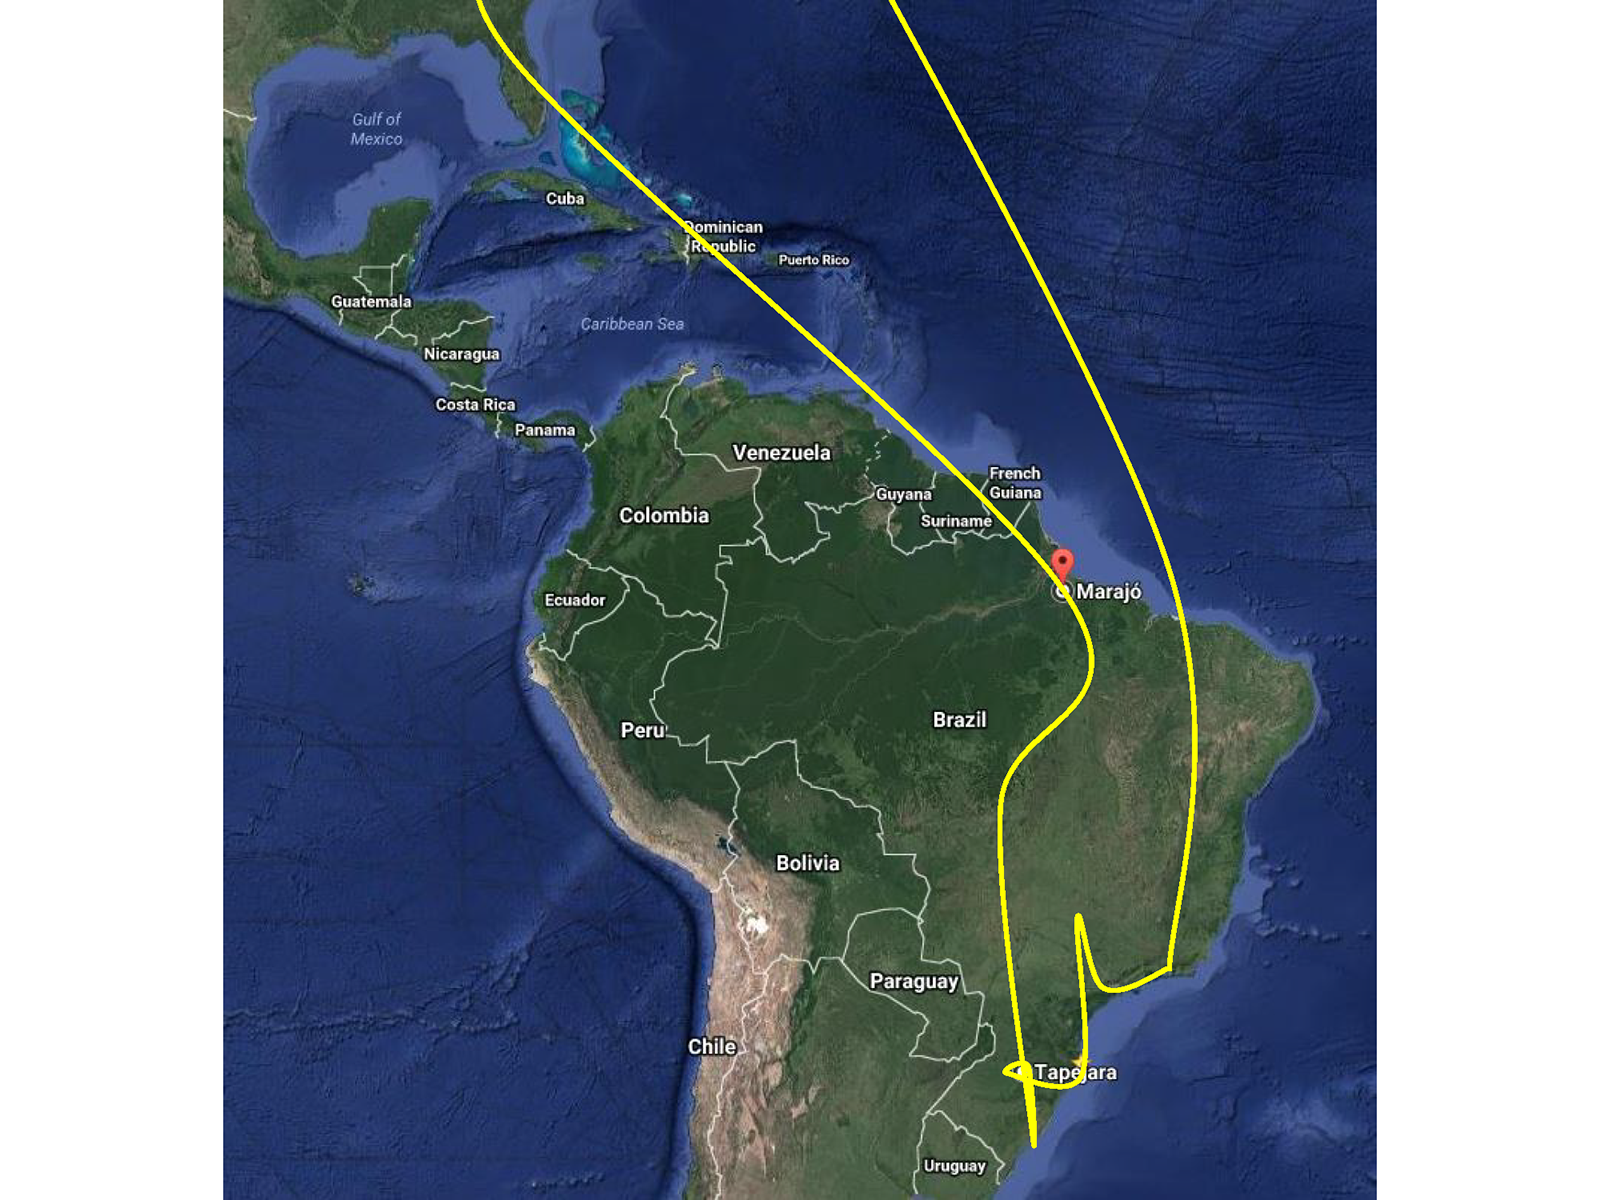 Gulf of
Mexico
Cuba
Dominican
Republic
Puerto Rico
Guatemala
Caribbean Sea
Nicaragua
Costa Rica
Panama
Venezuela
French
Guiana
Guyana
Colombia
Suriname
Marajó
Ecuador
Brazil
Peru
Bolivia
Paraguay
Chile
Tapejara
Uruguay